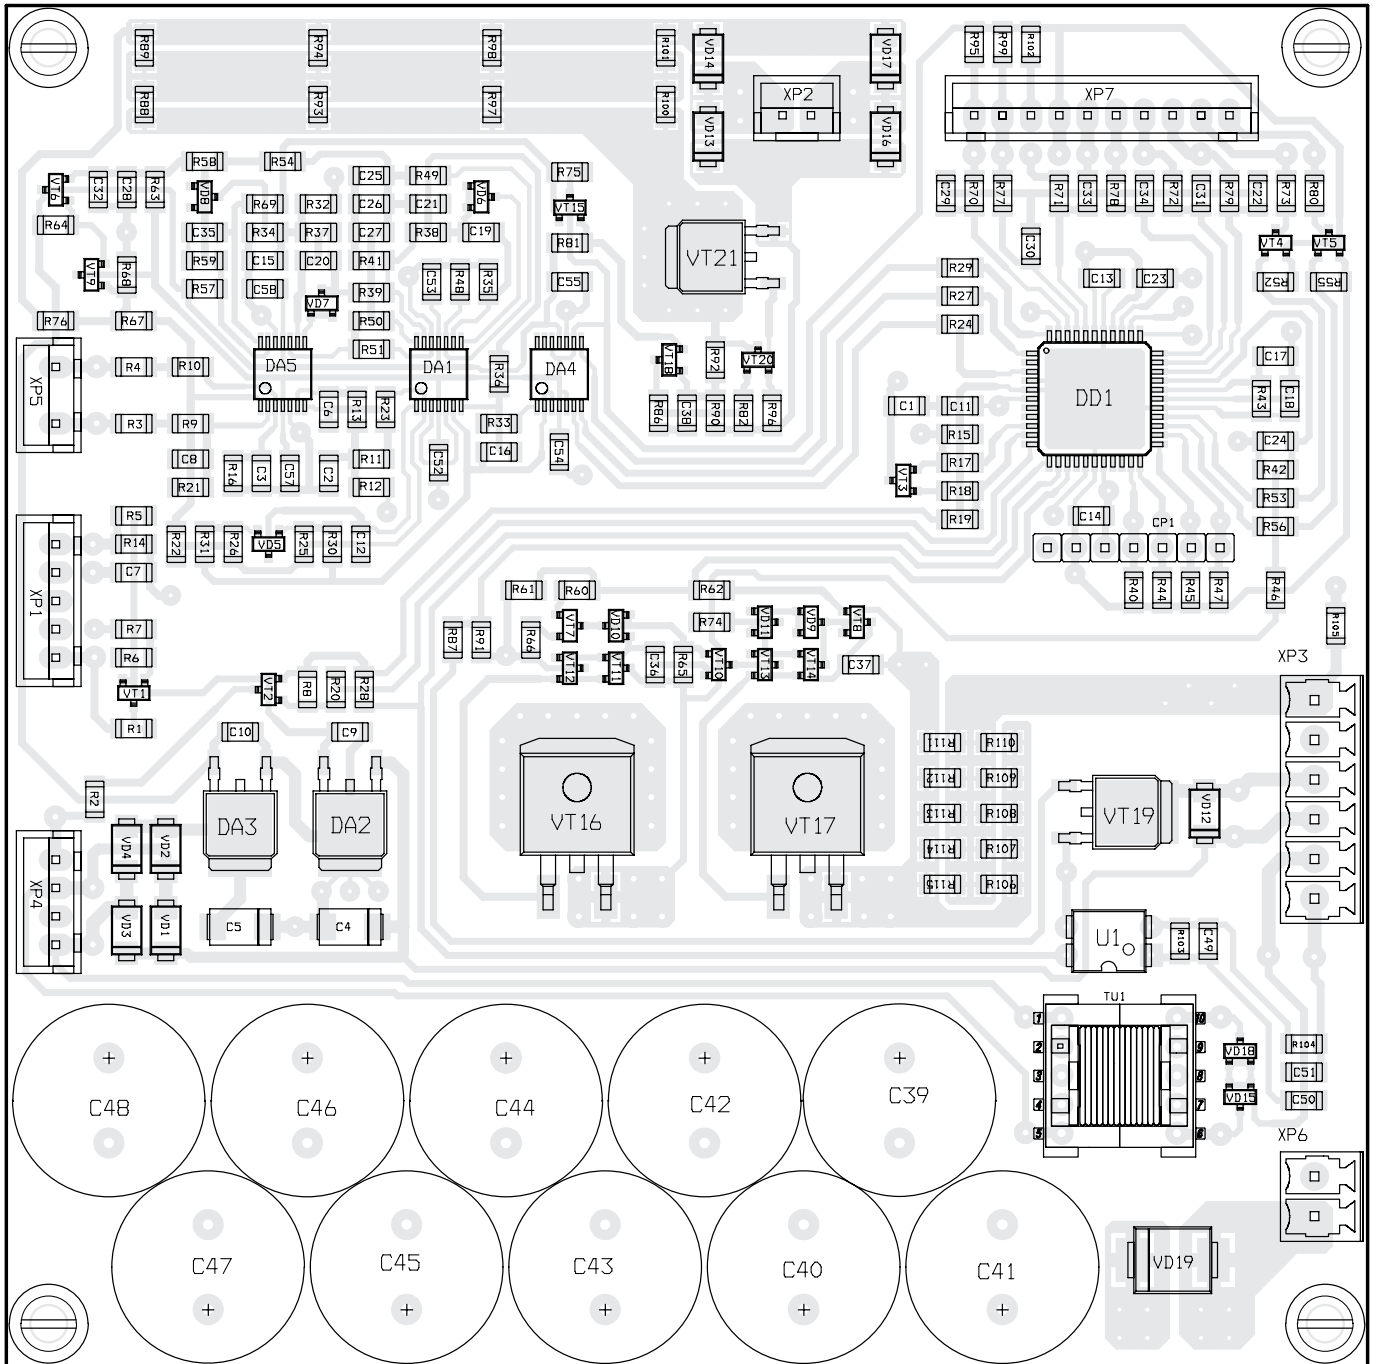 R89
R94
R98
R101
VD14
VD17
R95
R99
R102
R88
R93
R97
R100
VD13
XP2
VD16
XP7
R58
R54
VT6
C32
C28
R63
VD8
C25
R49
VD6
R75
C29
R70
R77
R71
C33
R78
C34
R72
C31
R79
C22
R73
R80
R69
R32
C26
C21
VT15
R64
C35
R34
R37
C27
R38
C19
R81
C30
VT4
VT5
VT9
R68
R59
C15
C20
R41
VT21
R29
R57
C58
R39
C53
R48
R35
C55
C13
C23
R52
R55
VD7
R27
R76
R67
R50
R24
R51
VT18
R92
VT20
C17
XP5
R4
R10
DA5
DA1
R36
DA4
DD1
R3
R9
C6
R13
R23
R33
R86
C38
R90
R82
R96
C1
C11
R43
C18
R15
C24
C8
R16
C3
C57
C2
R11
C52
C16
C54
R17
R42
R21
R12
VT3
R18
R53
R5
R19
C14
CP1
R56
XP1
R14
R22
R31
R26
VD5
R25
R30
C12
C7
R61
R60
R62
R40
R44
R45
R47
R46
R7
R87
R91
R66
VT7
VD10
R74
VD11
VD9
VT8
R105
R6
VT12
VT11
C36
R65
VT10
VT13
VT14
C37
XP3
VT1
VT2
R8
R20
R28
R1
C10
C9
R111
R110
R112
R109
R2
DA3
DA2
VT16
VT17
R113
R108
VT19
VD12
VD4
VD2
R114
R107
XP4
R115
R106
VD3
VD1
C5
C4
U1
R103
C49
TU1
1
10
2
9
3
8
4
7
5
6
VD18
R104
C51
VD15
C50
+
+
+
+
+
C48
C46
C44
C42
C39
XP6
C47
C45
C43
C40
C41
VD19
+
+
+
+
+